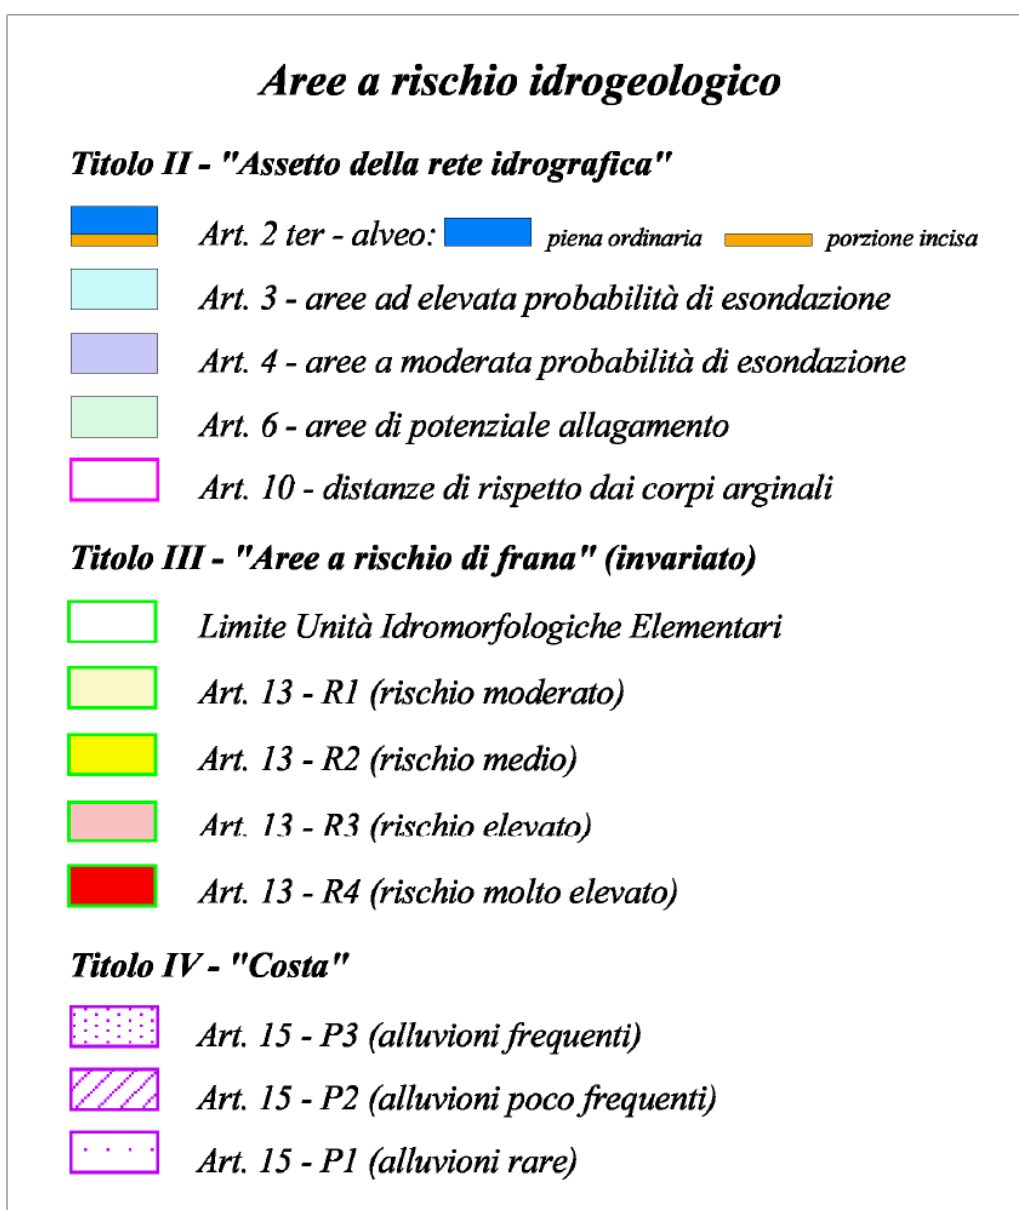 Aree a rischio idrogeologico
Titolo II - "Assetto della rete idrografica"
Art. 2 ter - alveo: piena ordinaria porzione incisa
Art. 3 - aree ad elevata probabilità di esondazione
Art. 4 - aree a moderata probabilità di esondazione
Art. 6 - aree di potenziale allagamento
Art. 10 - distanze di rispetto dai corpi arginali
Titolo III - "Aree a rischio di frana" (invariato)
Limite Unità Idromorfologiche Elementari
Art. 13 - R1 (rischio moderato)
Art. 13 - R2 (rischio medio)
Art. 13 - R3 (rischio elevato)
Art. 13 - R4 (rischio molto elevato)
Titolo IV - "Costa"
Art. 15 - P3 (alluvioni frequenti)
Art. 15 - P2 (alluvioni poco frequenti)
Art. 15 - P1 (alluvioni rare)